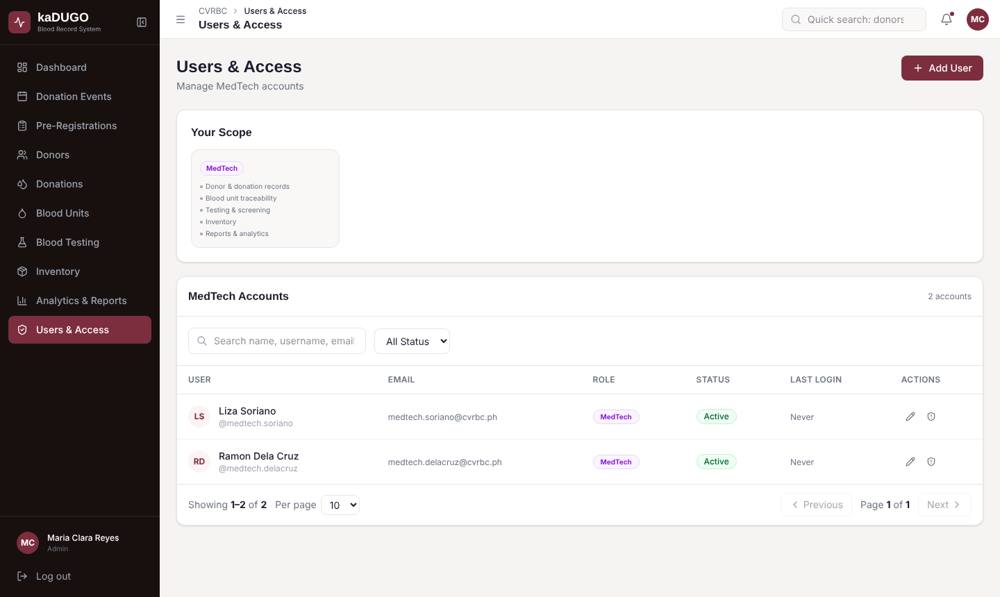 kaDUGO
Blood Record System
Dashboard
Donation Events
Pre-Registrations
Donors
Donations
Blood Units
Blood Testing
Inventory
Analytics & Reports
Users & Access
MC
Maria Clara Reyes
Admin
Log out
CVRBC > Users & Access
Users & Access
Quick search: donors
MC
Users & Access
Manage MedTech accounts
+ Add User
Your Scope
MedTech
• Donor & donation records
• Blood unit traceability
• Testing & screening
• Inventory
• Reports & analytics
MedTech Accounts
2 accounts
Search name, username, email
All Status
USER EMAIL ROLE STATUS LAST LOGIN ACTIONS
LS Liza Soriano medtech.soriano@cvrbc.ph MedTech Active Never
@medtech.soriano
RD Ramon Dela Cruz medtech.delacruz@cvrbc.ph MedTech Active Never
@medtech.delacruz
Showing 1–2 of 2 Per page 10 Previous Page 1 of 1 Next